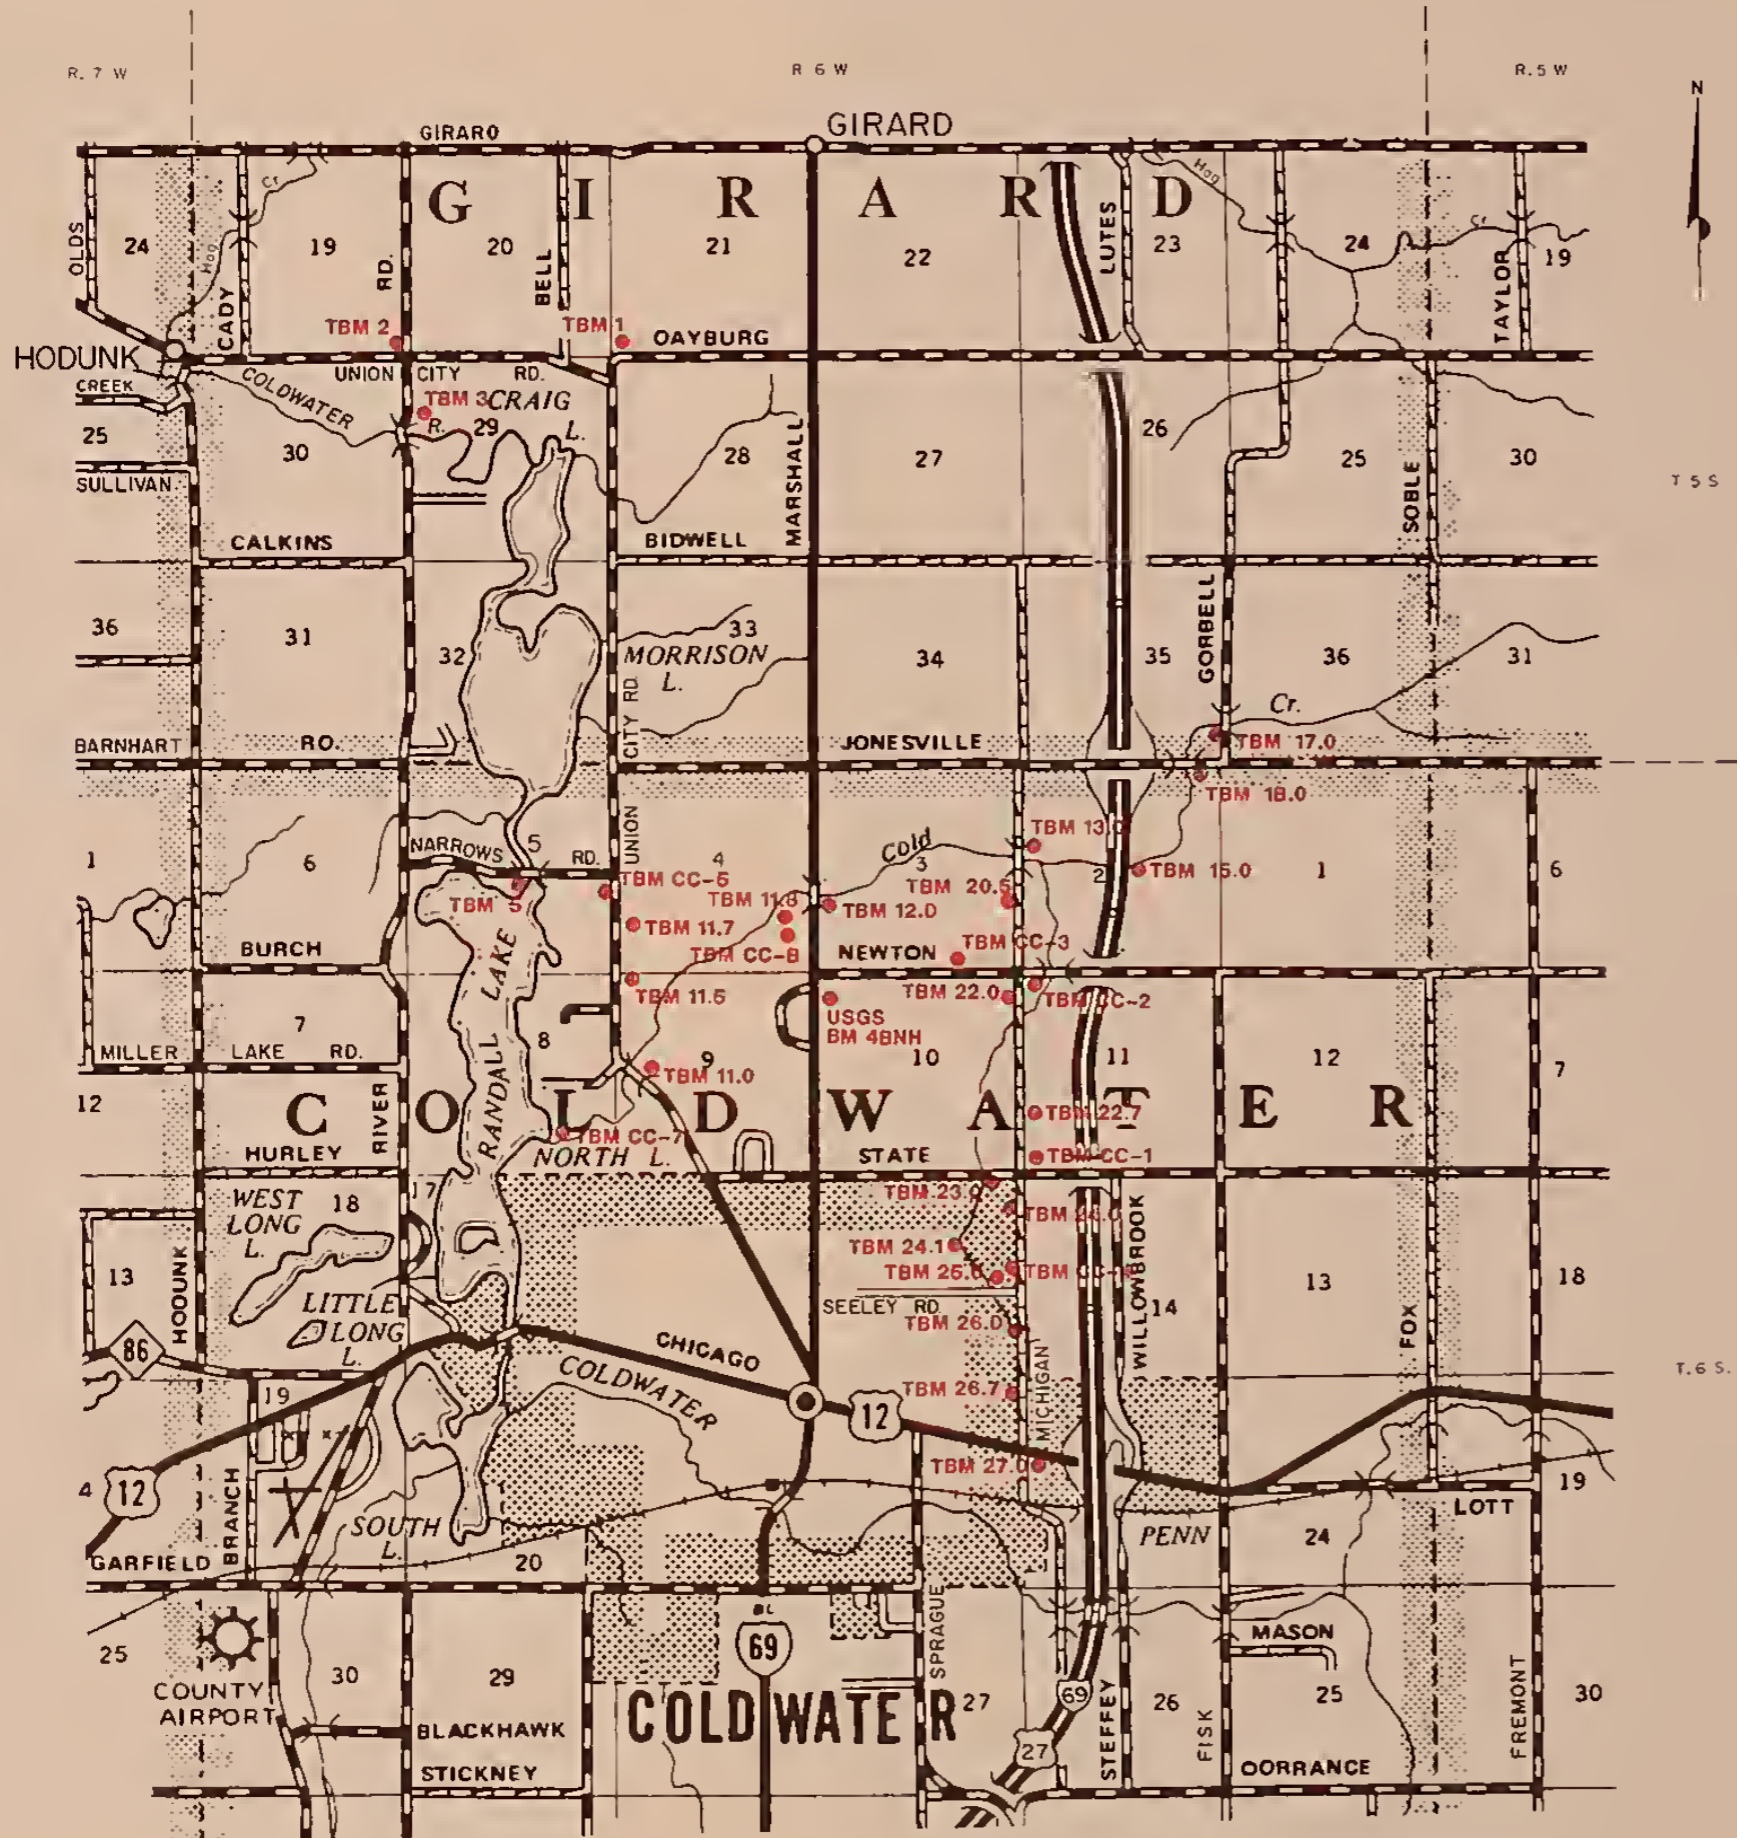 R. 7 W
R 6 W
R. 5 W
N
GIRARD
GIRARD
G I R A R D
OLDS
24
Hog
CADY
Cr.
19
RD.
20
BELL
21
22
LUTES
Hog
23
24
Cr.
TAYLOR
19
TBM 2
TBM 1
OAYBURG
HODUNK
UNION CITY RD.
CREEK
COLDWATER
R.
TBM 3
CRAIG
L.
25
30
29
28
MARSHALL
27
26
25
SOBLE
30
SULLIVAN
T 5 S
CALKINS
BIDWELL
36
31
32
33
MORRISON
L.
34
35
GORBELL
36
31
CITY RD.
Cr.
BARNHART
RO.
JONESVILLE
TBM 17.0
TBM 18.0
TBM 13.0
1
6
NARROWS
5
RD.
UNION
4
Cold
3
2
TBM 15.0
1
6
TBM CC-5
TBM 5
TBM 11.8
TBM 20.5
TBM 12.0
TBM 11.7
TBM CC-8
BURCH
NEWTON
TBM CC-3
TBM 11.5
TBM 22.0
TBM CC-2
USGS
BM 4BNH
7
8
RANDALL LAKE
9
10
11
12
7
MILLER
LAKE RD.
TBM 11.0
12
RIVER
C O L D W A T E R
TBM 22.7
TBM CC-7
NORTH L.
HURLEY
STATE
TBM CC-1
WEST
LONG
L.
18
17
TBM 23.0
WILLOWBROOK
TBM 24.1
13
HODUNK
TBM 25.
14
13
18
LITTLE
LONG
L.
SEELEY RD.
TBM 26.0
FOX
86
CHICAGO
MICHIGAN
T. 6 S.
COLDWATER
19
TBM 26.7
12
4
12
BRANCH
TBM 27.0
19
LOTT
SOUTH
L.
PENN
24
GARFIELD
20
25
COUNTY
AIRPORT
30
29
BL
69
SPRAGUE
MASON
27
69
26
25
30
COLDWATER
BLACKHAWK
27
STEFFEY
FISK
FREMONT
STICKNEY
OORRANCE